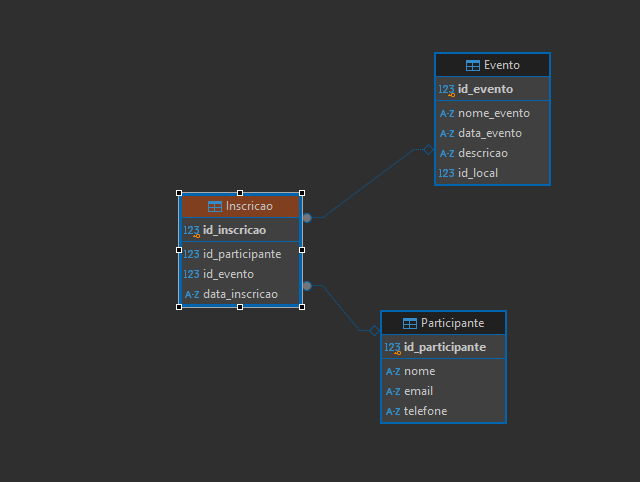 Evento
123 id_evento
A-Z nome_evento
A-Z data_evento
A-Z descricao
123 id_local
Inscricao
123 id_inscricao
123 id_participante
123 id_evento
A-Z data_inscricao
Participante
123 id_participante
A-Z nome
A-Z email
A-Z telefone